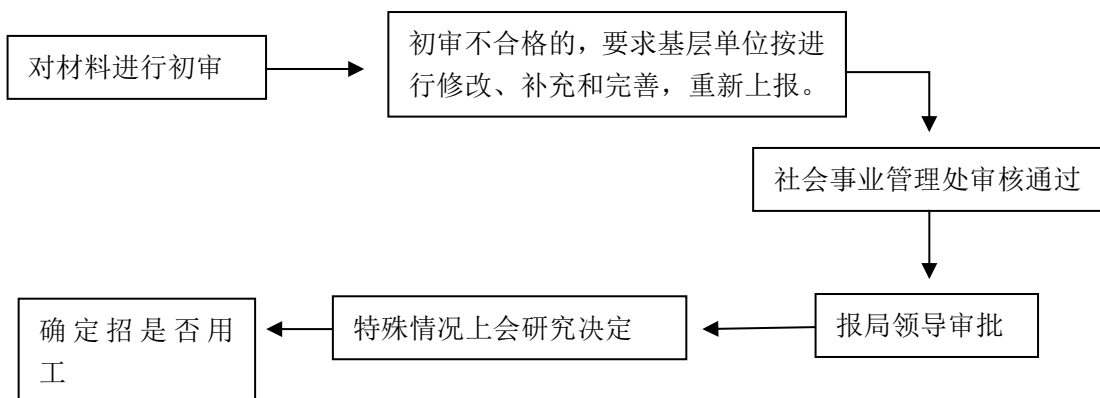 对材料进行初审
初审不合格的，要求基层单位按进
行修改、补充和完善，重新上报。
社会事业管理处审核通过
报局领导审批
特殊情况上会研究决定
确定招是否用
工